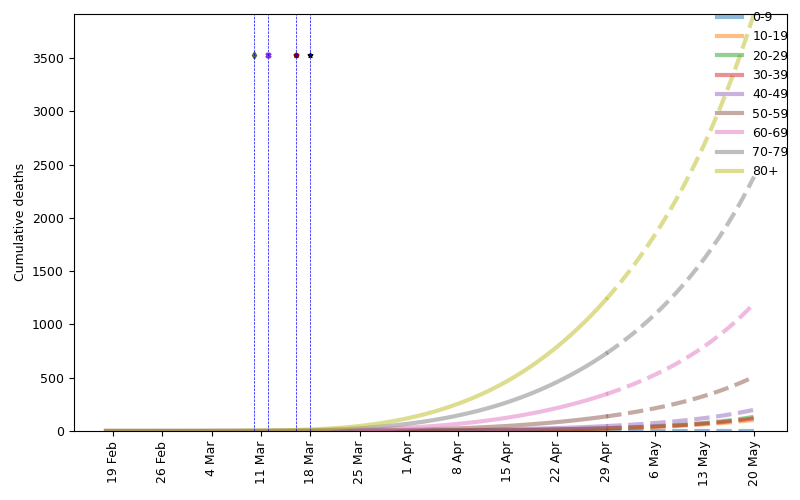 Cumulative deaths
3500
3000
2500
2000
1500
1000
500
0
0-9
10-19
20-29
30-39
40-49
50-59
60-69
70-79
80+
19 Feb
26 Feb
4 Mar
11 Mar
18 Mar
25 Mar
1 Apr
8 Apr
15 Apr
22 Apr
29 Apr
6 May
13 May
20 May